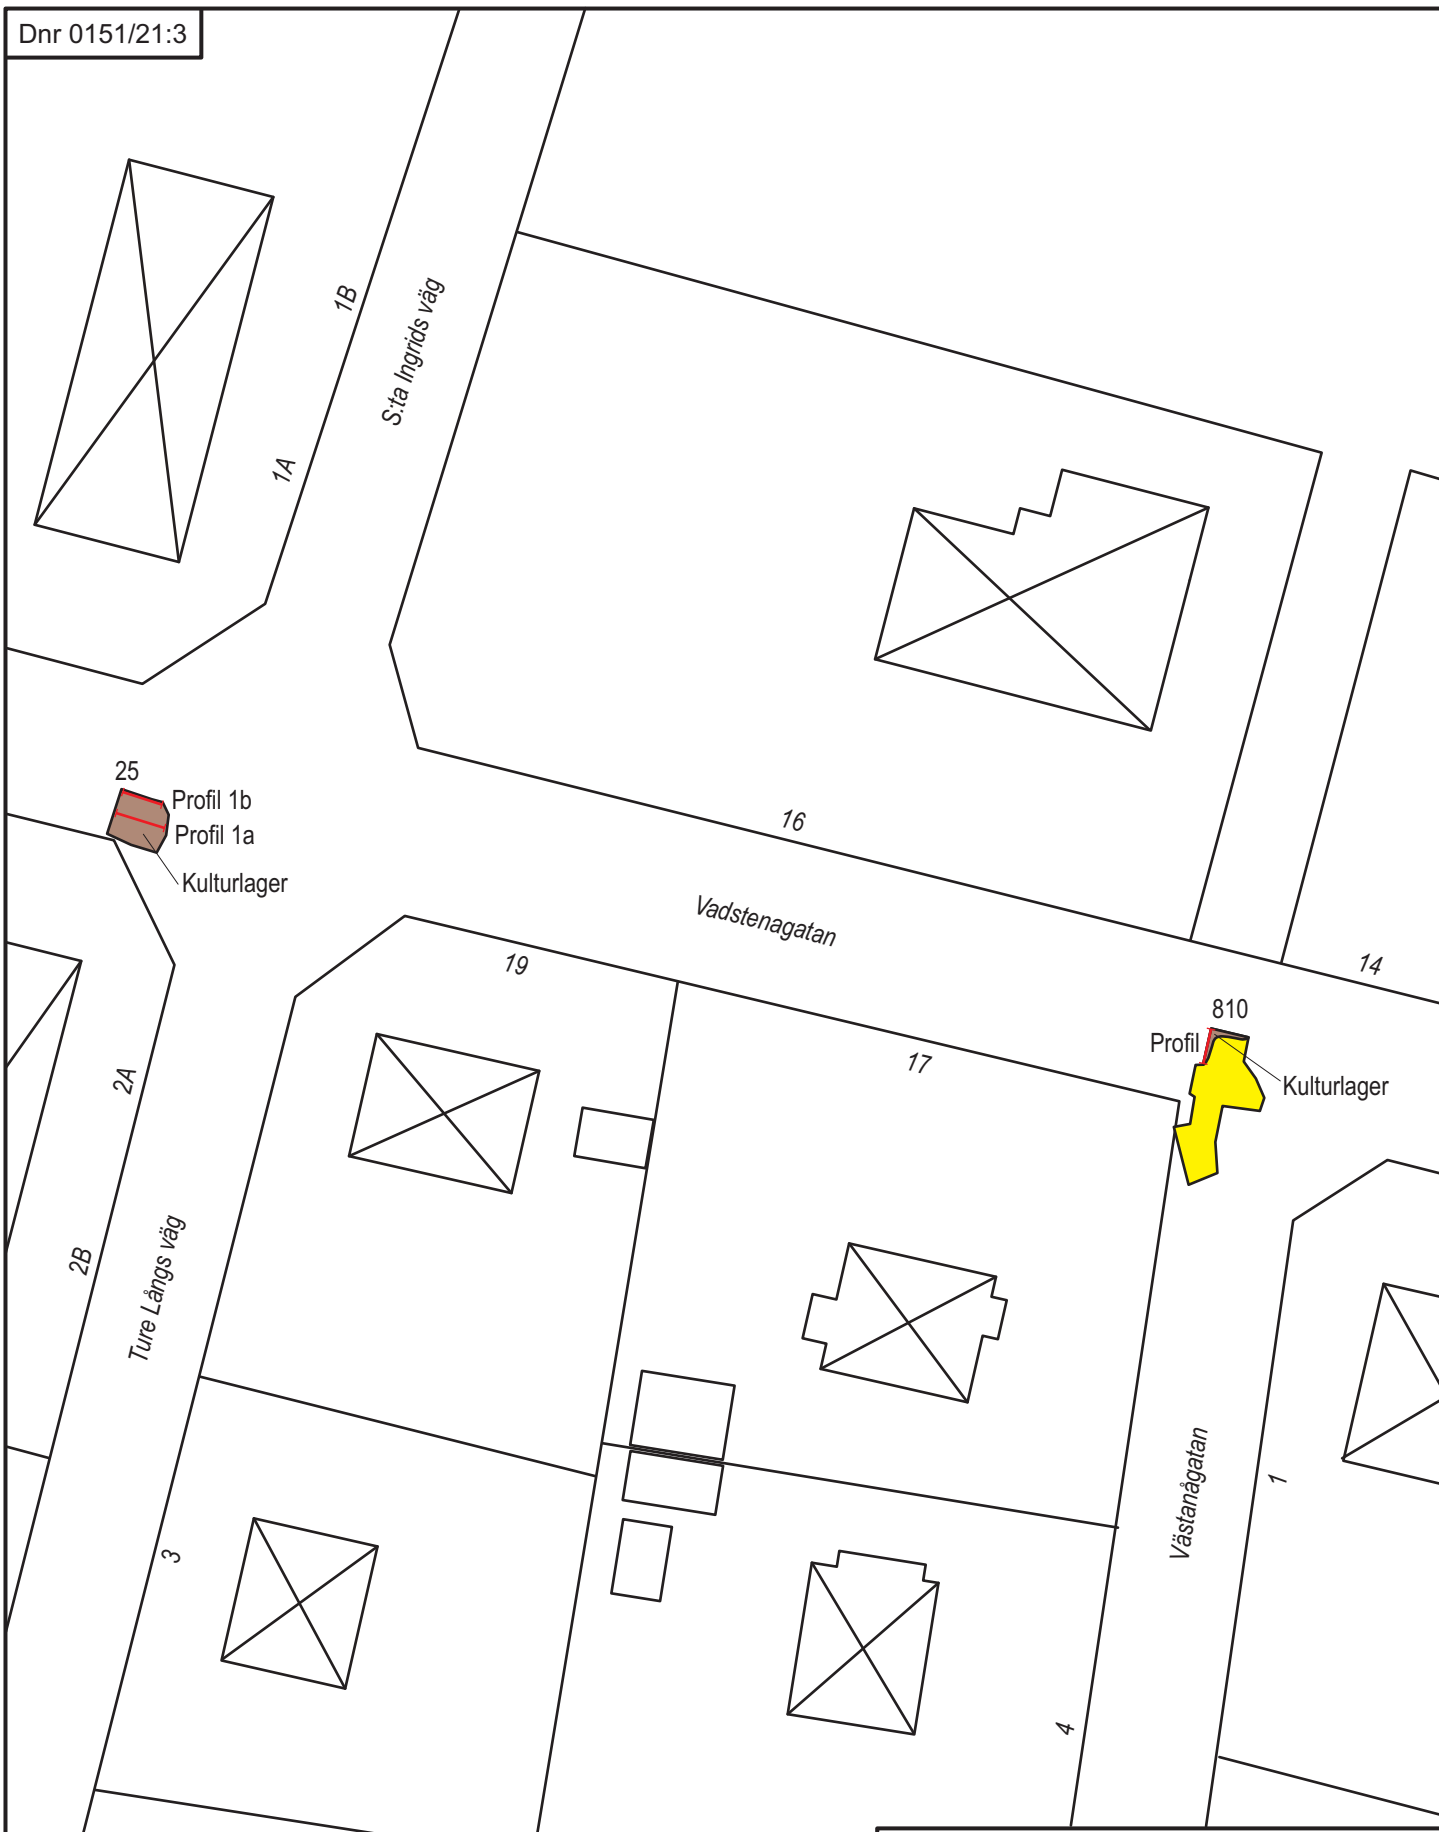 Dnr 0151/21:3
1B
S:ta Ingrids väg
1A
25
Profil 1b
Profil 1a
Kulturlager
16
Vadstenagatan
19
14
810
Profil
17
Kulturlager
2A
2B
Ture Långs väg
Västanågatan
1
3
4